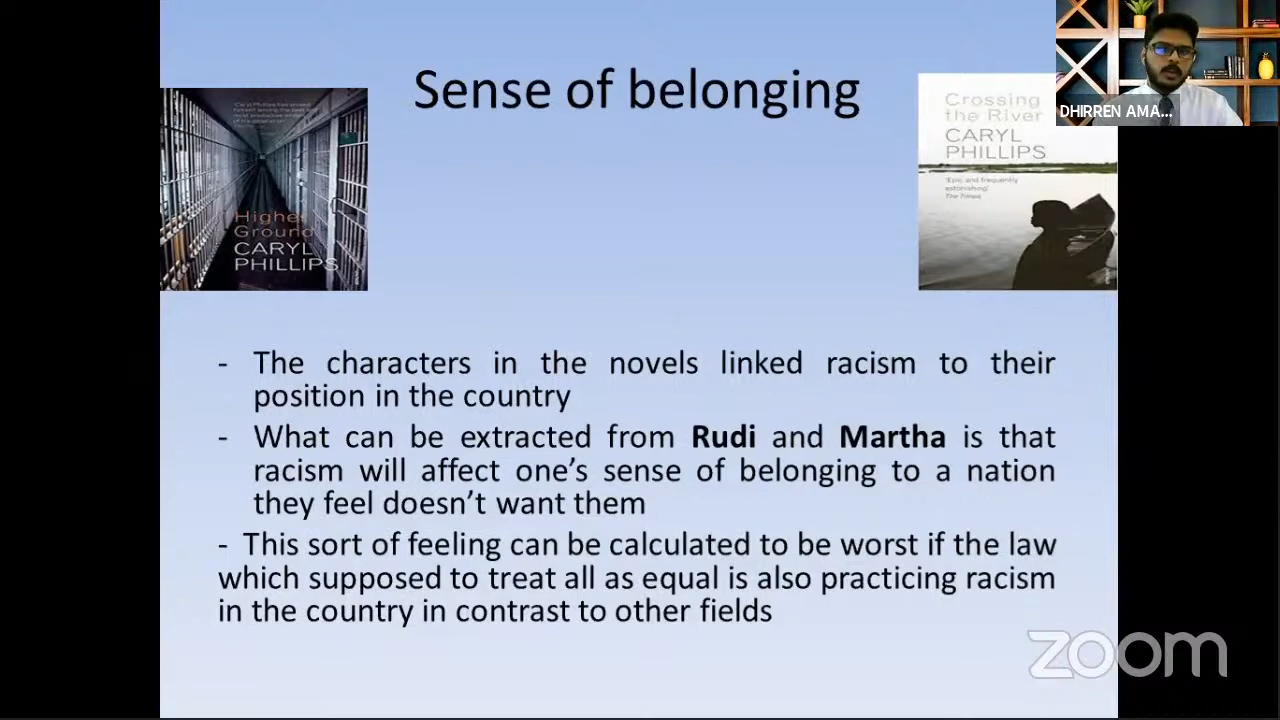 Sense of belonging
Higher
Ground
CARYL
PHILLIPS
Crossing
the River
CARYL
PHILLIPS
'Epic and frequently
astonishing'
The Times
DHIRREN AMA...
- The characters in the novels linked racism to their
position in the country
- What can be extracted from Rudi and Martha is that
racism will affect one's sense of belonging to a nation
they feel doesn't want them
- This sort of feeling can be calculated to be worst if the law
which supposed to treat all as equal is also practicing racism
in the country in contrast to other fields
zoom